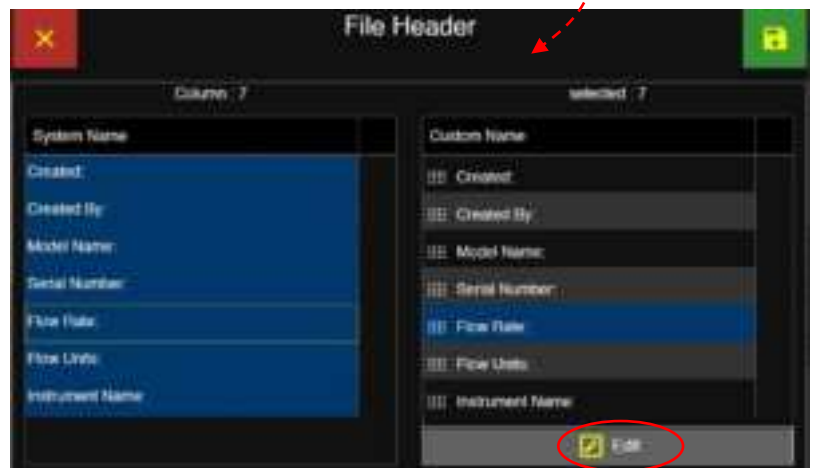 File Header
Column 7
selected 7
System Name
Created:
Created By:
Model Name:
Serial Number:
Flow Rate:
Flow Units:
Instrument Name
Custom Name
Created:
Created By:
Model Name:
Serial Number:
Flow Rate:
Flow Units:
Instrument Name
Edit